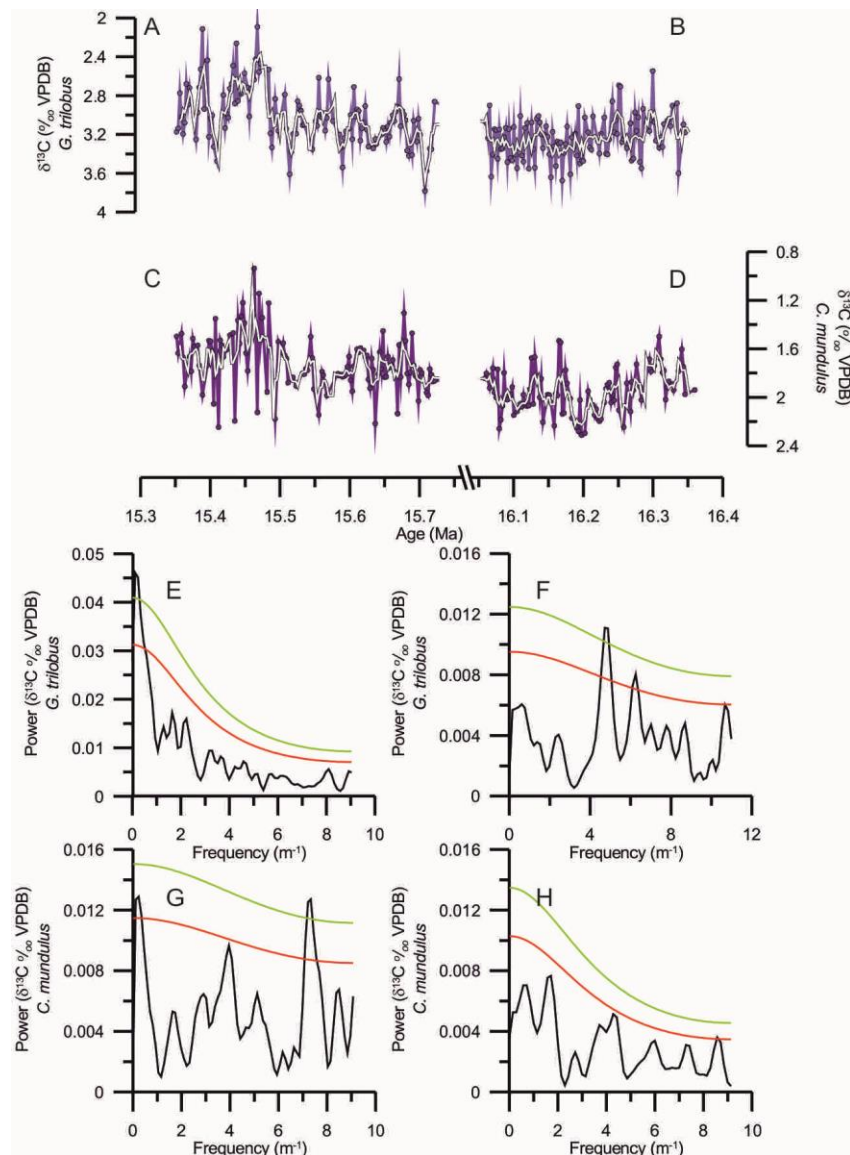 A
B
2
2.4
2.8
3.2
3.6
4
δ13C (º/oo VPDB)
G. trilobus
C
D
0.8
1.2
1.6
2
2.4
δ13C (º/oo VPDB)
C. mundulus
15.3
15.4
15.5
15.6
15.7
16.1
16.2
16.3
16.4
Age (Ma)
E
0.05
0.04
0.03
0.02
0.01
0
Power (δ13C º/oo VPDB)
G. trilobus
0
2
4
6
8
10
Frequency (m-1)
F
0.016
0.012
0.008
0.004
0
Power (δ13C º/oo VPDB)
G. trilobus
0
4
8
12
Frequency (m-1)
G
0.016
0.012
0.008
0.004
0
Power (δ13C º/oo VPDB)
C. mundulus
0
2
4
6
8
10
Frequency (m-1)
H
0.016
0.012
0.008
0.004
0
Power (δ13C º/oo VPDB)
C. mundulus
0
2
4
6
8
10
Frequency (m-1)